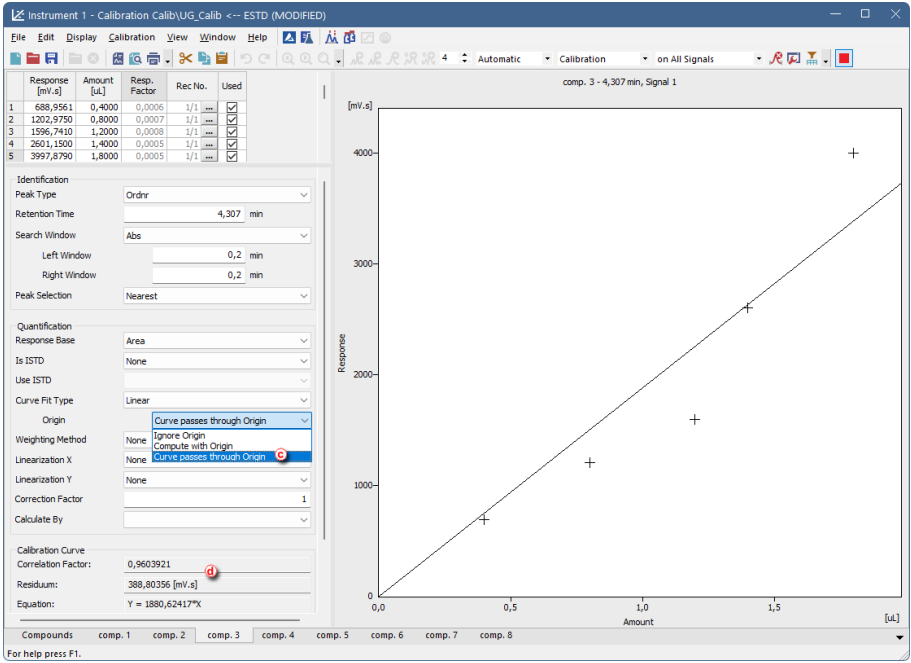 Instrument 1 - Calibration Calib\UG_Calib <-- ESTD (MODIFIED)
File Edit Display Calibration View Window Help
4 Automatic Calibration on All Signals
Response [mV.s] Amount [uL] Resp. Factor Rec No. Used
1 688,9561 0,4000 0,0006 1/1 ...
2 1202,9750 0,8000 0,0007 1/1 ...
3 1596,7410 1,2000 0,0008 1/1 ...
4 2601,1500 1,4000 0,0005 1/1 ...
5 3997,8790 1,8000 0,0005 1/1 ...
Identification
Peak Type Ordnr
Retention Time 4,307 min
Search Window Abs
Left Window 0,2 min
Right Window 0,2 min
Peak Selection Nearest
Quantification
Response Base Area
Is ISTD None
Use ISTD
Curve Fit Type Linear
Origin Curve passes through Origin
Ignore Origin
Weighting Method None
Compute with Origin
Linearization X None
Curve passes through Origin c
Linearization Y None
Correction Factor 1
Calculate By
Calibration Curve
Correlation Factor: 0,9603921
d
Residuum: 388,80356 [mV.s]
Equation: Y = 1880,62417*X
comp. 3 - 4,307 min, Signal 1
[mV.s]
4000
3000
Response
2000
1000
0
0,0 0,5 1,0 1,5
Amount [uL]
Compounds comp. 1 comp. 2 comp. 3 comp. 4 comp. 5 comp. 6 comp. 7 comp. 8
For help press F1.